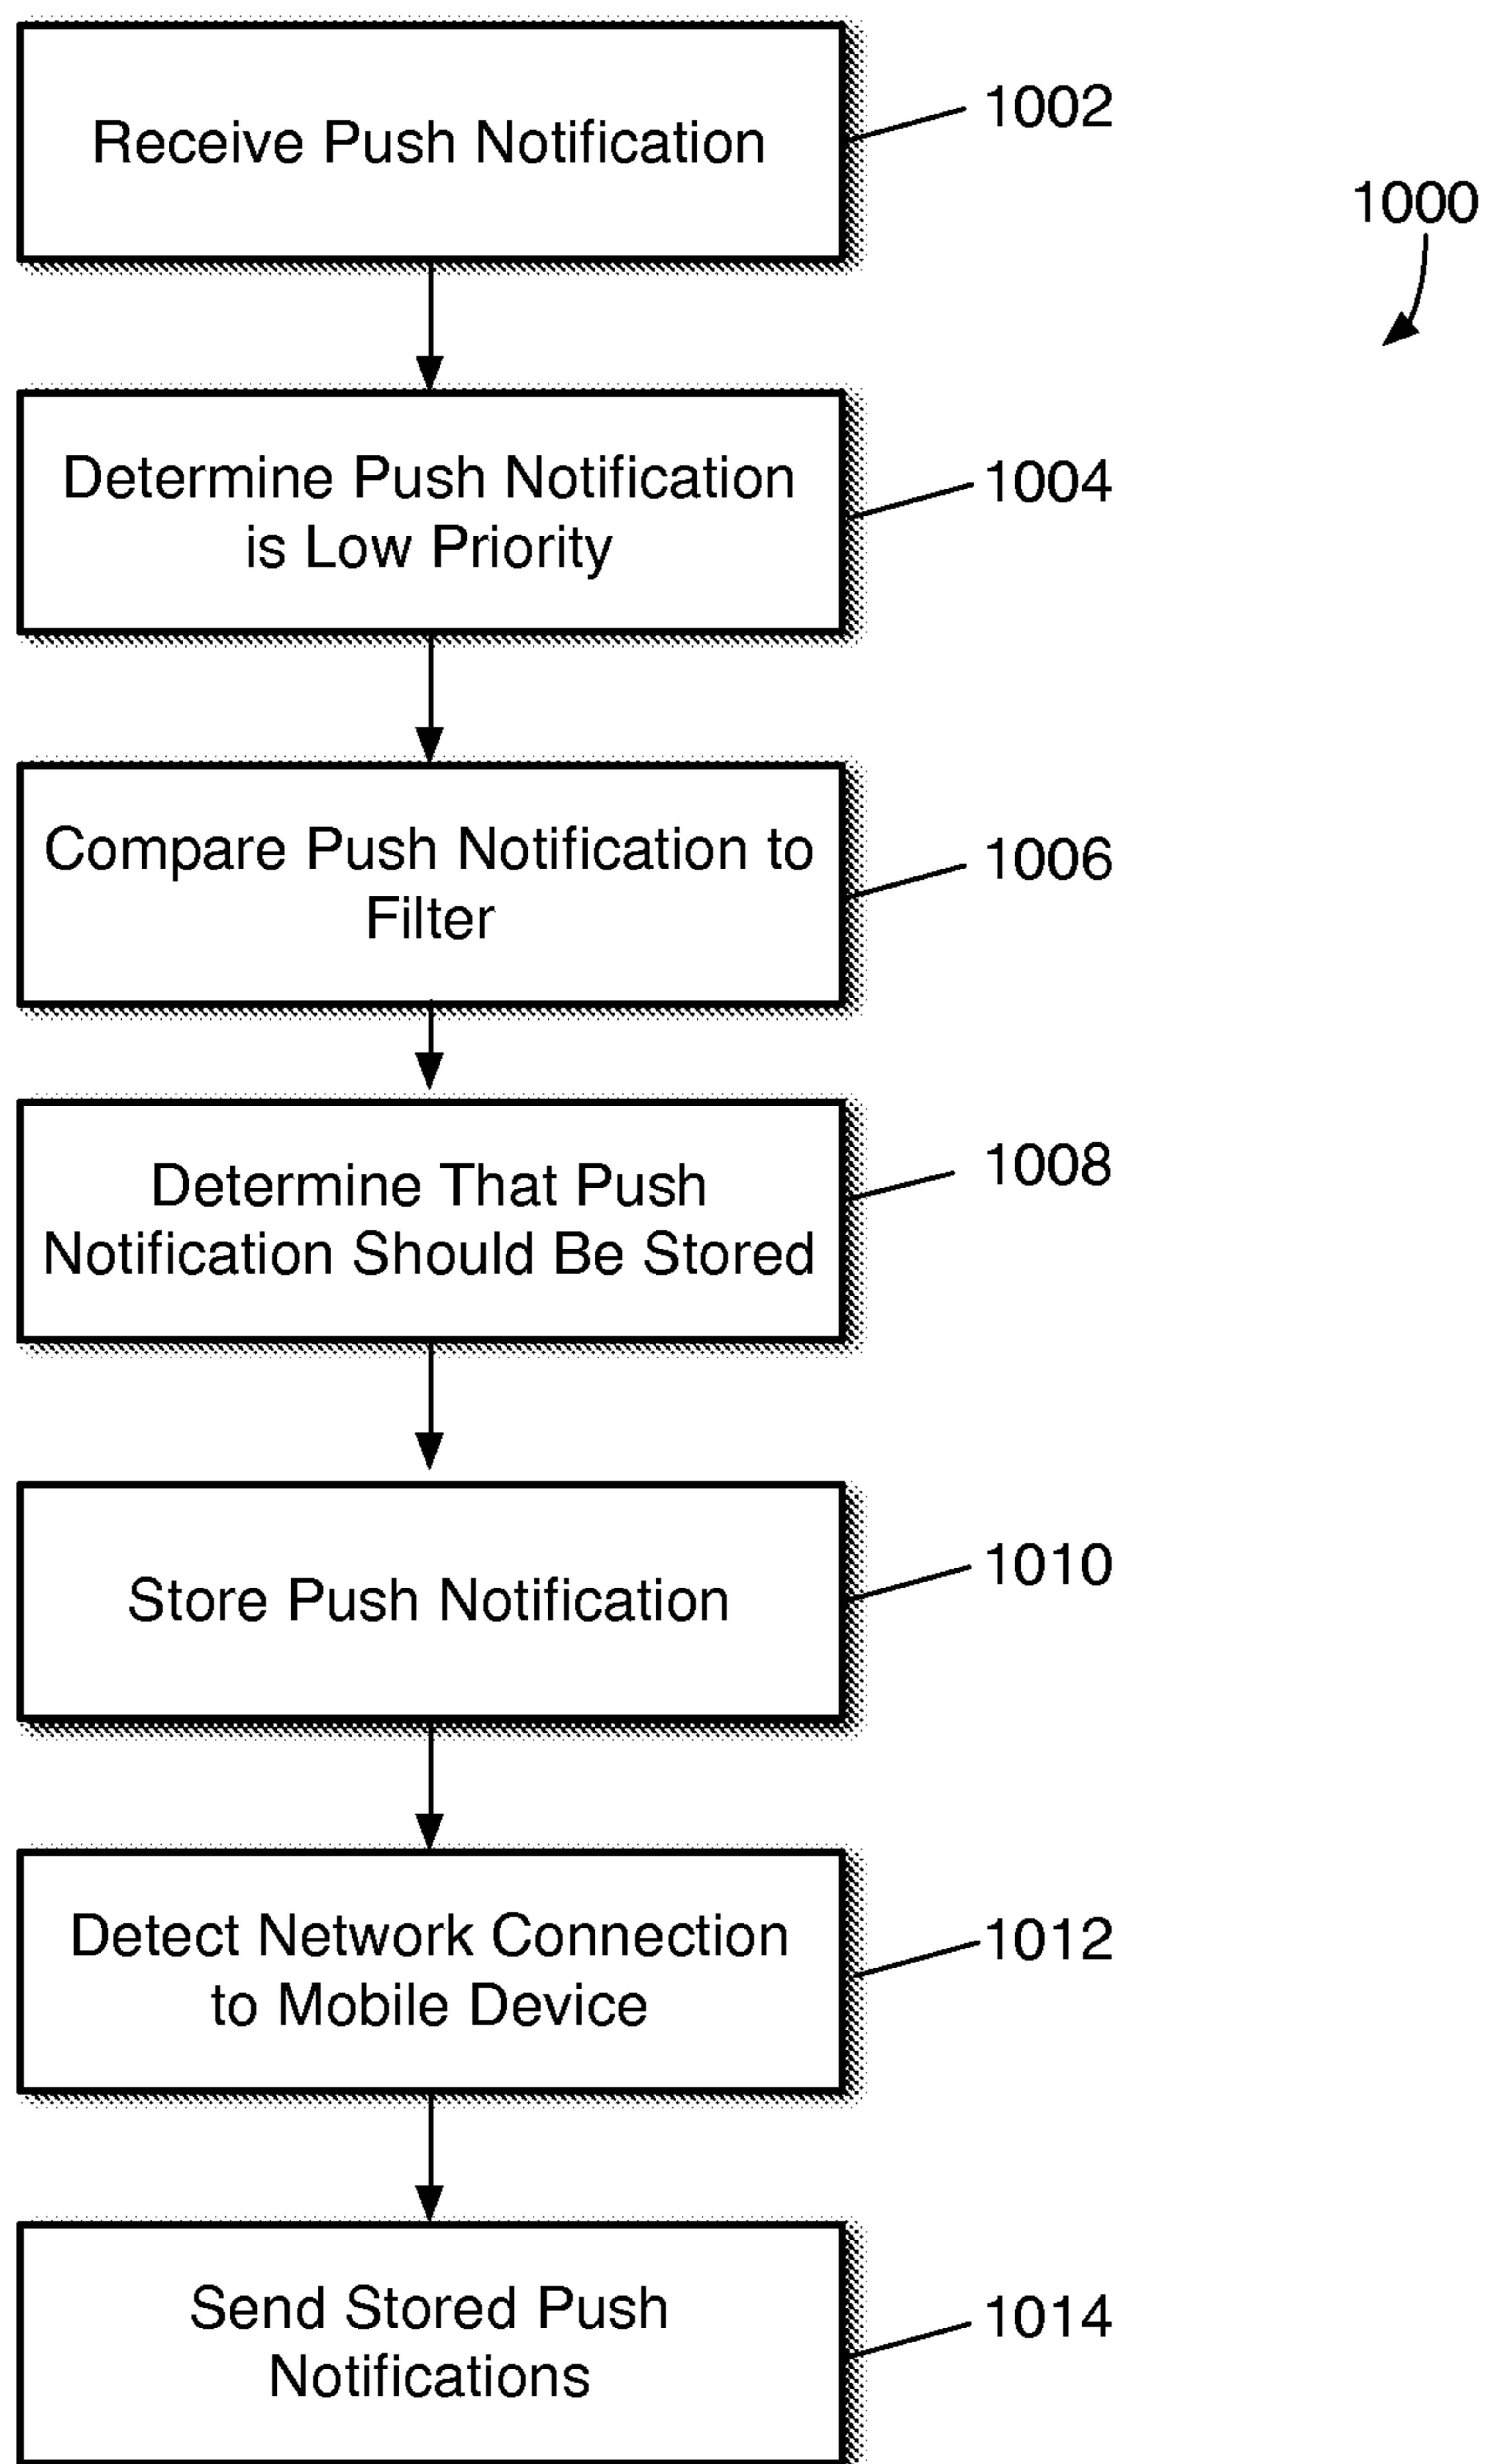 Receive Push Notification
1002
1000
Determine Push Notification
is Low Priority
1004
Compare Push Notification to
Filter
1006
Determine That Push
Notification Should Be Stored
1008
Store Push Notification
1010
Detect Network Connection
to Mobile Device
1012
Send Stored Push
Notifications
1014